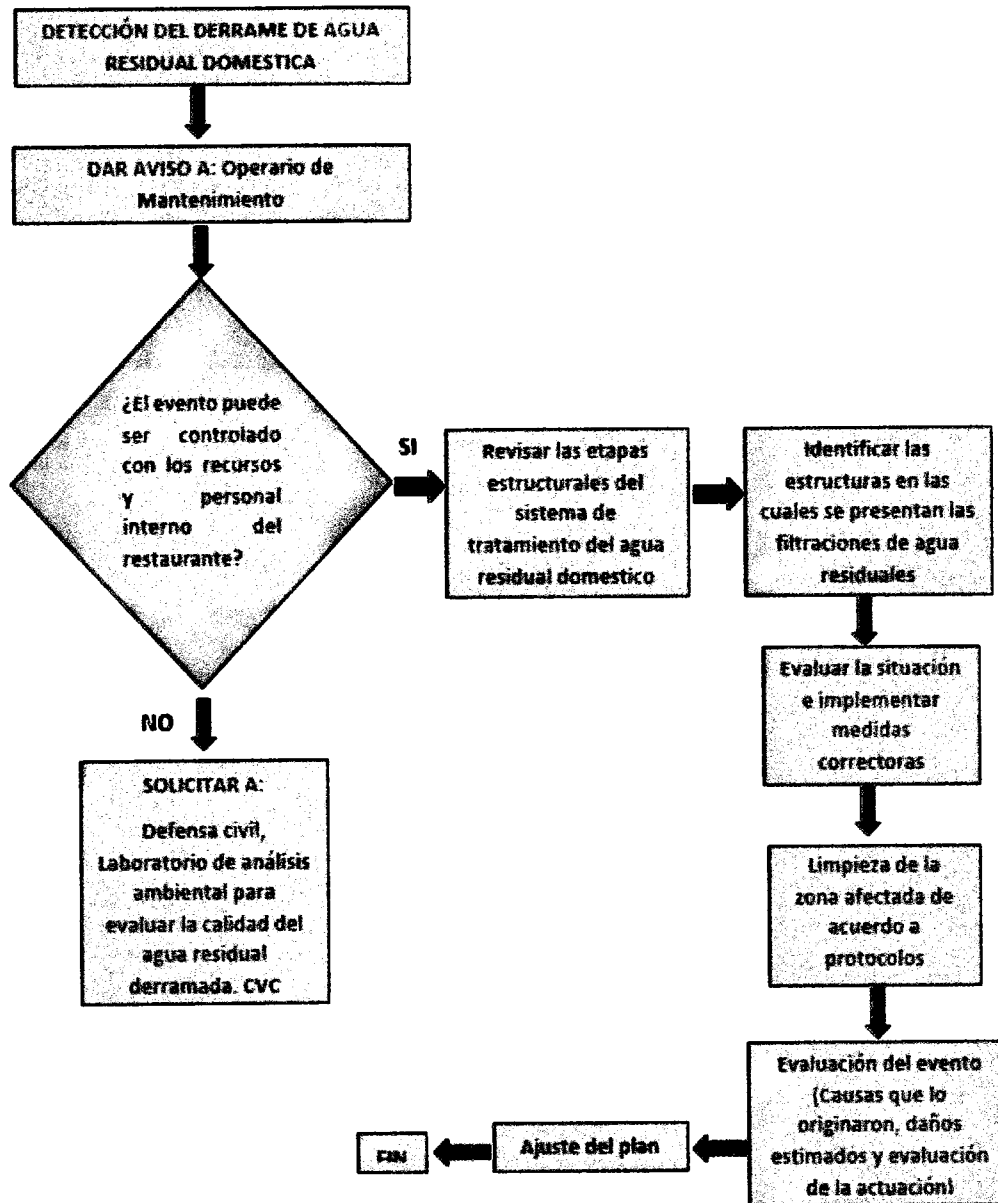 DETECCIÓN DEL DERRAME DE AGUA
RESIDUAL DOMESTICA
DAR AVISO A: Operario de
Mantenimiento
¿El evento puede
ser controlado
con los recursos
y personal
interno del
restaurante?
SI
Revisar las etapas
estructurales del
sistema de
tratamiento del agua
residual domestico
Identificar las
estructuras en las
cuales se presentan las
filtraciones de agua
residuales
Evaluar la situación
e implementar
medidas
correctoras
NO
SOLICITAR A:
Defensa civil,
Laboratorio de análisis
ambiental para
evaluar la calidad del
agua residual
derramada. CVC
Limpieza de la
zona afectada de
acuerdo a
protocolos
Evaluación del evento
(Causas que lo
originaron, daños
estimados y evaluación
de la actuación)
Ajuste del plan
FIN